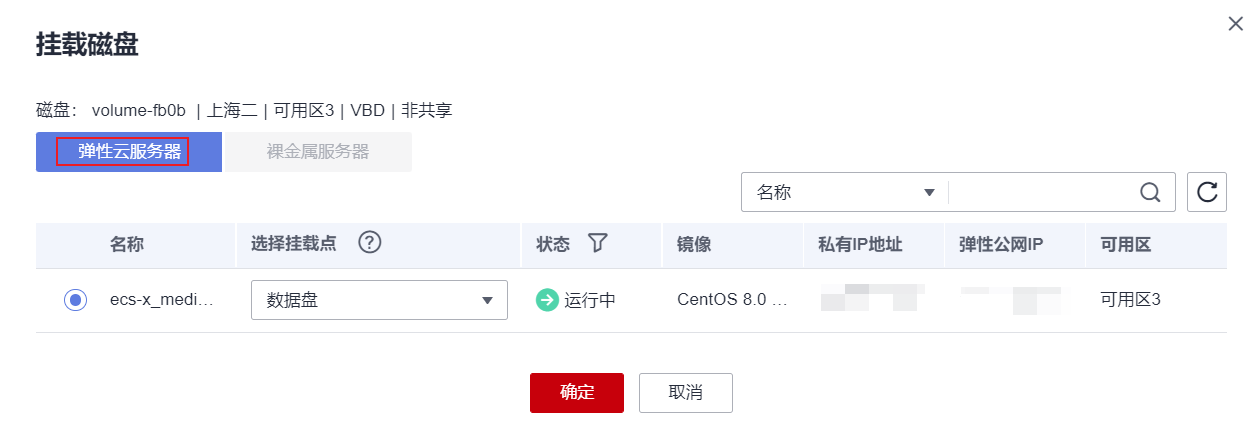 挂载磁盘
磁盘： volume-fb0b | 上海二 | 可用区3 | VBD | 非共享
弹性云服务器 裸金属服务器
名称
名称 选择挂载点 ? 状态 镜像 私有IP地址 弹性公网IP 可用区
ecs-x_medi... 数据盘 运行中 CentOS 8.0 ... 可用区3
确定 取消